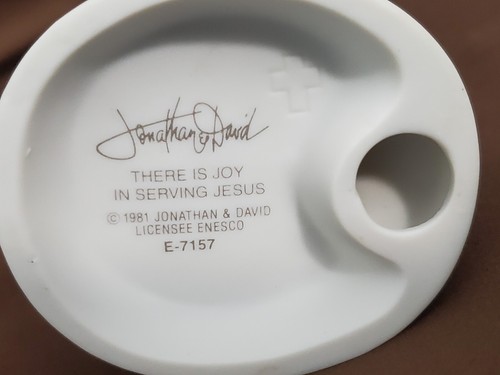 Jonathan & David
THERE IS JOY
IN SERVING JESUS
© 1981 JONATHAN & DAVID
LICENSEE ENESCO
E-7157